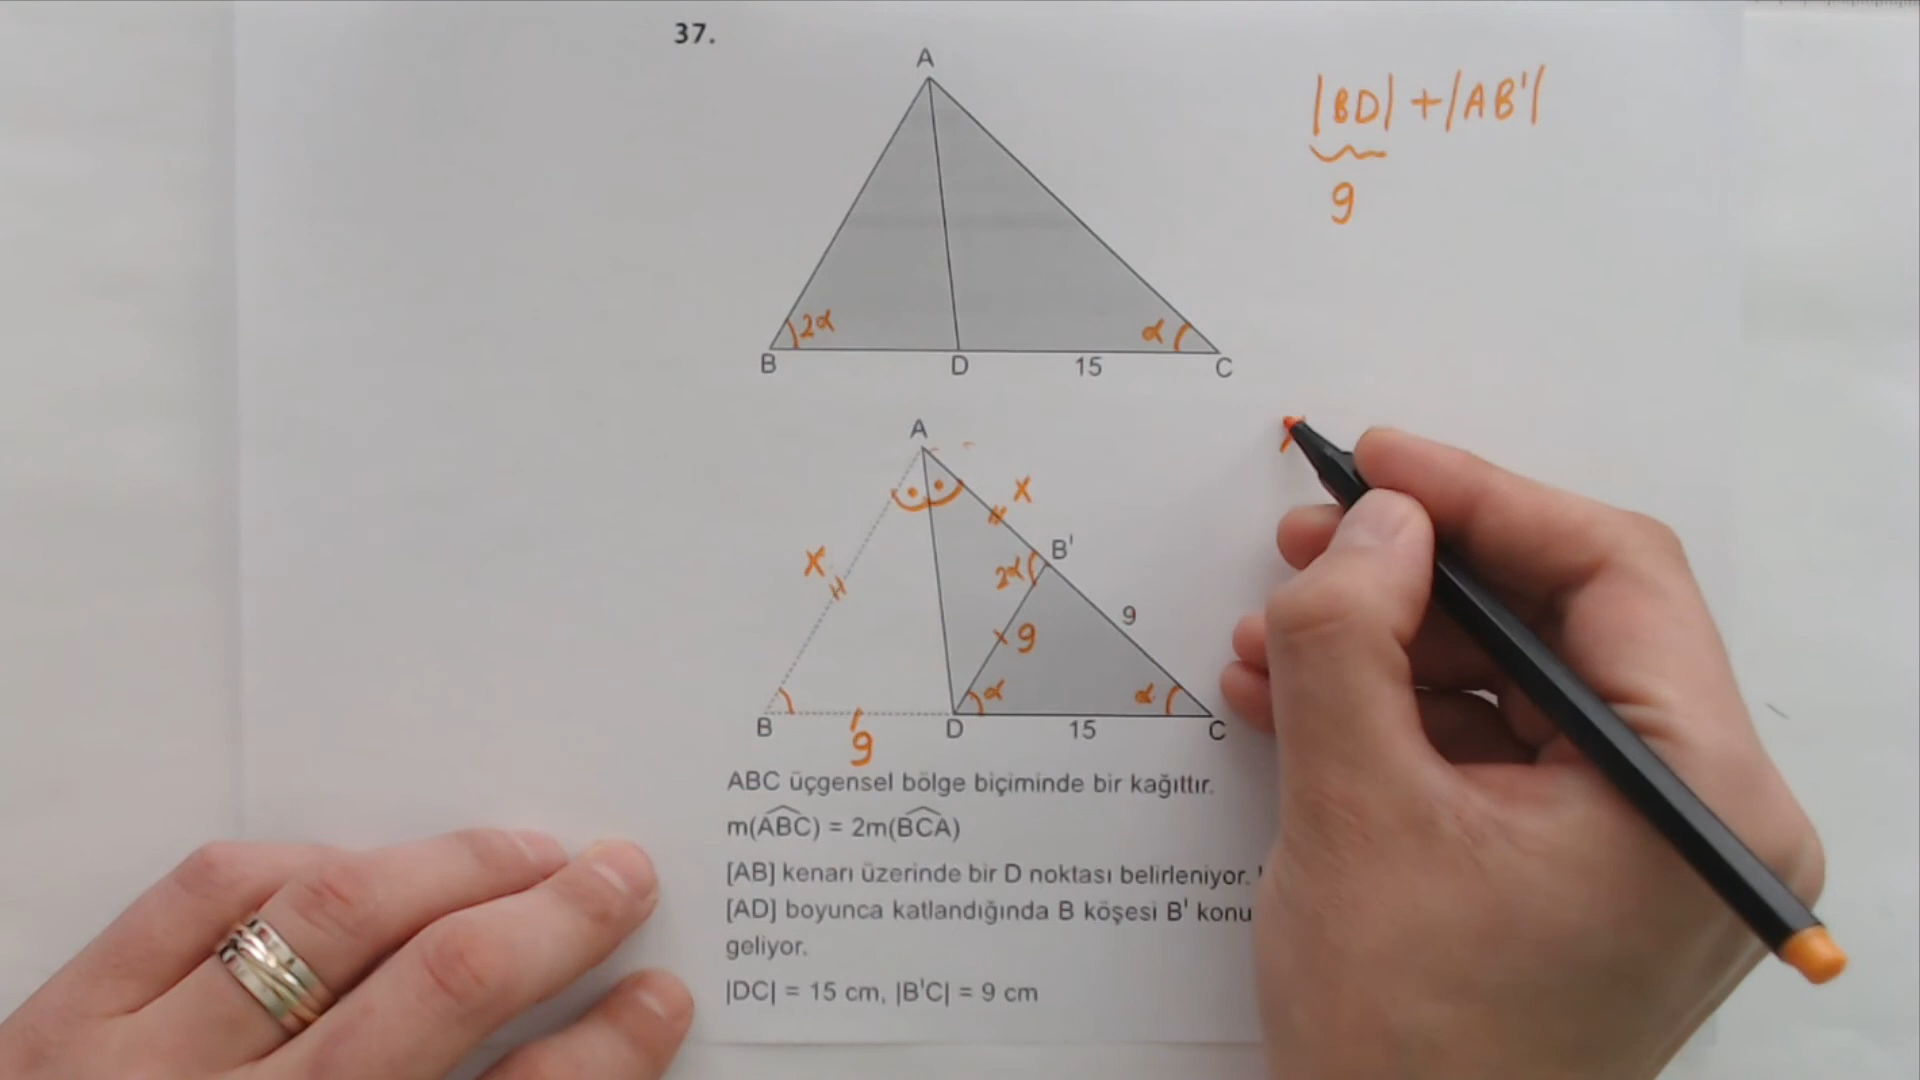 37.
A
|BD| + |AB'|
9
2α
α
B
D
15
C
A
x
x
B'
2α
9
9
α
α
B
D
15
C
9
ABC üçgensel bölge biçiminde bir kağıttır.
m(ABC) = 2m(BCA)
[AB] kenarı üzerinde bir D noktası belirleniyor.
[AD] boyunca katlandığında B köşesi B' konu
geliyor.
|DC| = 15 cm, |B'C| = 9 cm